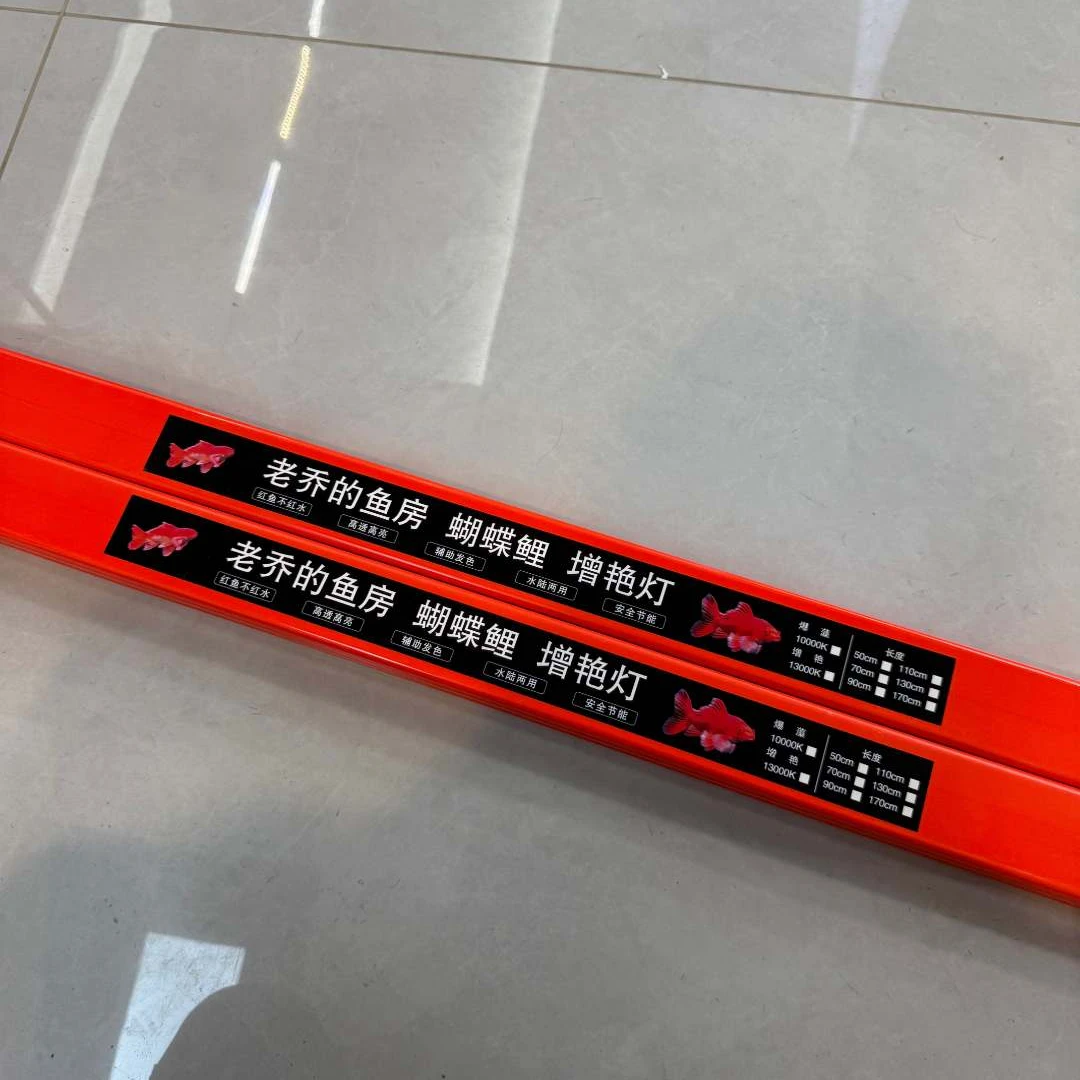 老乔的鱼房 蝴蝶鲤 增艳灯
红鱼不红水 高透高亮 辅助发色 水陆两用 安全节能
爆 藻
10000K
增 艳
13000K
长度
50cm 110cm
70cm 130cm
90cm 170cm
老乔的鱼房 蝴蝶鲤 增艳灯
红鱼不红水 高透高亮 辅助发色 水陆两用 安全节能
爆 藻
10000K
增 艳
13000K
长度
50cm 110cm
70cm 130cm
90cm 170cm